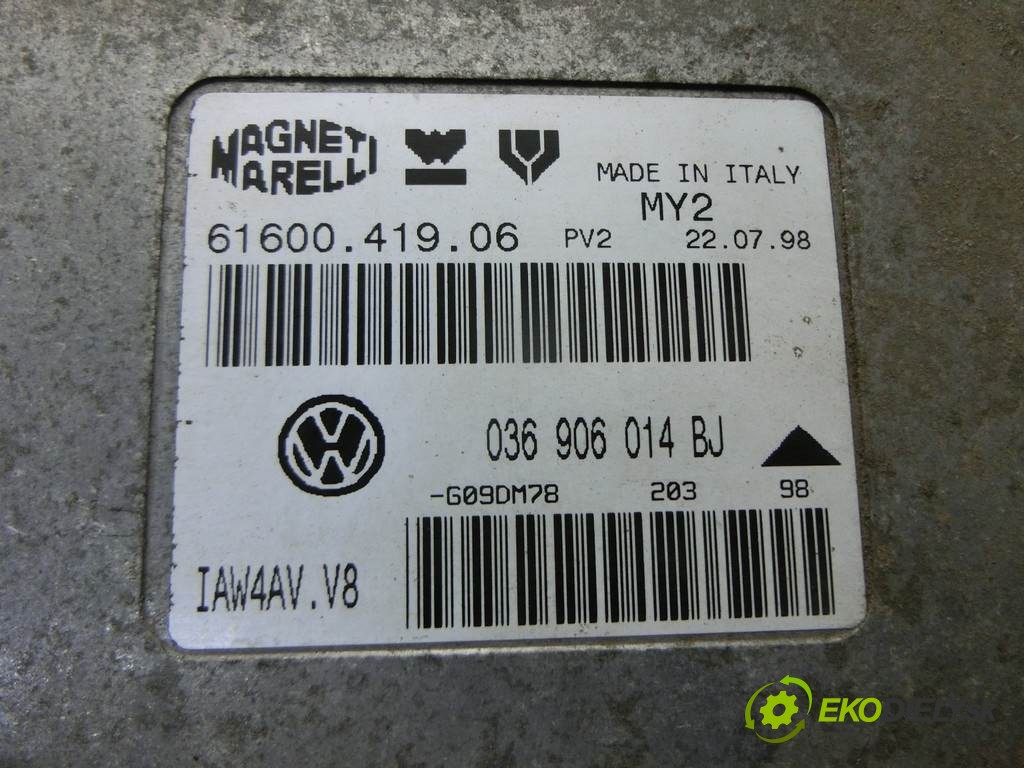 MAGNETI MARELLI
MADE IN ITALY
MY2
61600.419.06 PV2 22.07.98
036 906 014 BJ
-G09DM78 203 98
IAW4AV.V8
EKO